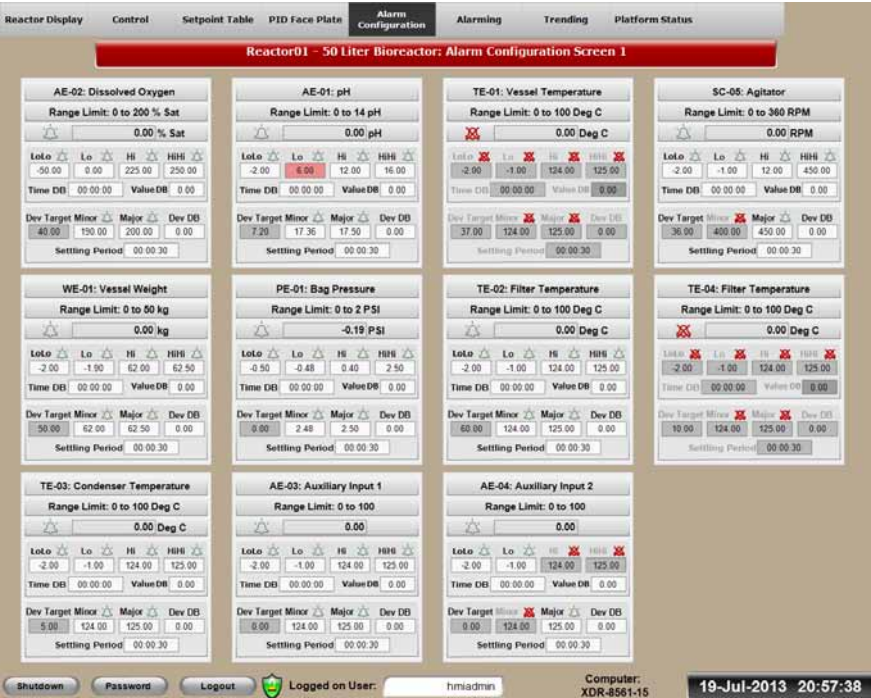 Reactor Display Control Setpoint Table PID Face Plate Alarm Configuration Alarming Trending Platform Status
Reactor01 - 50 Liter Bioreactor: Alarm Configuration Screen 1
AE-02: Dissolved Oxygen
Range Limit: 0 to 200 % Sat
0.00 % Sat
LoLo Lo Hi HiHi
-50.00 0.00 225.00 250.00
Time DB 00:00:00 Value DB 0.00
Dev Target Minor Major Dev DB
40.00 190.00 200.00 0.00
Settling Period 00:00:30
AE-01: pH
Range Limit: 0 to 14 pH
0.00 pH
LoLo Lo Hi HiHi
-2.00 6.00 12.00 16.00
Time DB 00:00:00 Value DB 0.00
Dev Target Minor Major Dev DB
7.20 17.36 17.50 0.00
Settling Period 00:00:30
TE-01: Vessel Temperature
Range Limit: 0 to 100 Deg C
0.00 Deg C
LoLo Lo Hi HiHi
-2.00 -1.00 124.00 125.00
Time DB 00:00:00 Value DB 0.00
Dev Target Minor Major Dev DB
37.00 124.00 125.00 0.00
Settling Period 00:00:30
SC-05: Agitator
Range Limit: 0 to 360 RPM
0.00 RPM
LoLo Lo Hi HiHi
-2.00 -1.00 12.00 450.00
Time DB 00:00:00 Value DB 0.00
Dev Target Minor Major Dev DB
36.00 400.00 450.00 0.00
Settling Period 00:00:30
WE-01: Vessel Weight
Range Limit: 0 to 50 kg
0.00 kg
LoLo Lo Hi HiHi
-2.00 -1.90 62.00 62.50
Time DB 00:00:00 Value DB 0.00
Dev Target Minor Major Dev DB
50.00 62.00 62.50 0.00
Settling Period 00:00:30
PE-01: Bag Pressure
Range Limit: 0 to 2 PSI
-0.19 PSI
LoLo Lo Hi HiHi
-0.50 -0.48 0.40 2.50
Time DB 00:00:00 Value DB 0.00
Dev Target Minor Major Dev DB
0.00 2.48 2.50 0.00
Settling Period 00:00:30
TE-02: Filter Temperature
Range Limit: 0 to 100 Deg C
0.00 Deg C
LoLo Lo Hi HiHi
-2.00 -1.00 124.00 125.00
Time DB 00:00:00 Value DB 0.00
Dev Target Minor Major Dev DB
60.00 124.00 125.00 0.00
Settling Period 00:00:30
TE-04: Filter Temperature
Range Limit: 0 to 100 Deg C
0.00 Deg C
LoLo Lo Hi HiHi
-2.00 -1.00 124.00 125.00
Time DB 00:00:00 Value DB 0.00
Dev Target Minor Major Dev DB
10.00 124.00 125.00 0.00
Settling Period 00:00:30
TE-03: Condenser Temperature
Range Limit: 0 to 100 Deg C
0.00 Deg C
LoLo Lo Hi HiHi
-2.00 -1.00 124.00 125.00
Time DB 00:00:00 Value DB 0.00
Dev Target Minor Major Dev DB
5.00 124.00 125.00 0.00
Settling Period 00:00:30
AE-03: Auxiliary Input 1
Range Limit: 0 to 100
0.00
LoLo Lo Hi HiHi
-2.00 -1.00 124.00 125.00
Time DB 00:00:00 Value DB 0.00
Dev Target Minor Major Dev DB
0.00 124.00 125.00 0.00
Settling Period 00:00:30
AE-04: Auxiliary Input 2
Range Limit: 0 to 100
0.00
LoLo Lo Hi HiHi
-2.00 -1.00 124.00 125.00
Time DB 00:00:00 Value DB 0.00
Dev Target Minor Major Dev DB
0.00 124.00 125.00 0.00
Settling Period 00:00:30
Shutdown Password Logout Logged on User: hmiadmin Computer: XDR-8561-15 19-Jul-2013 20:57:38